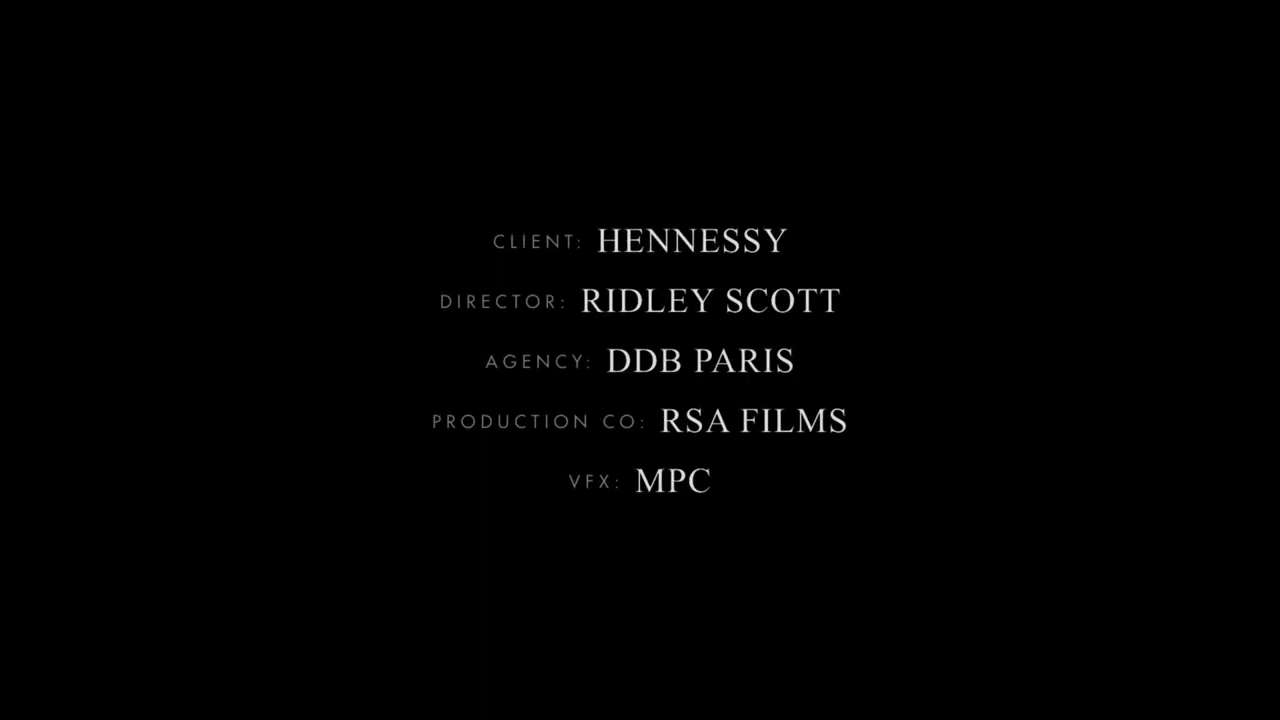 CLIENT: HENNESSY
DIRECTOR: RIDLEY SCOTT
AGENCY: DDB PARIS
PRODUCTION CO: RSA FILMS
VFX: MPC